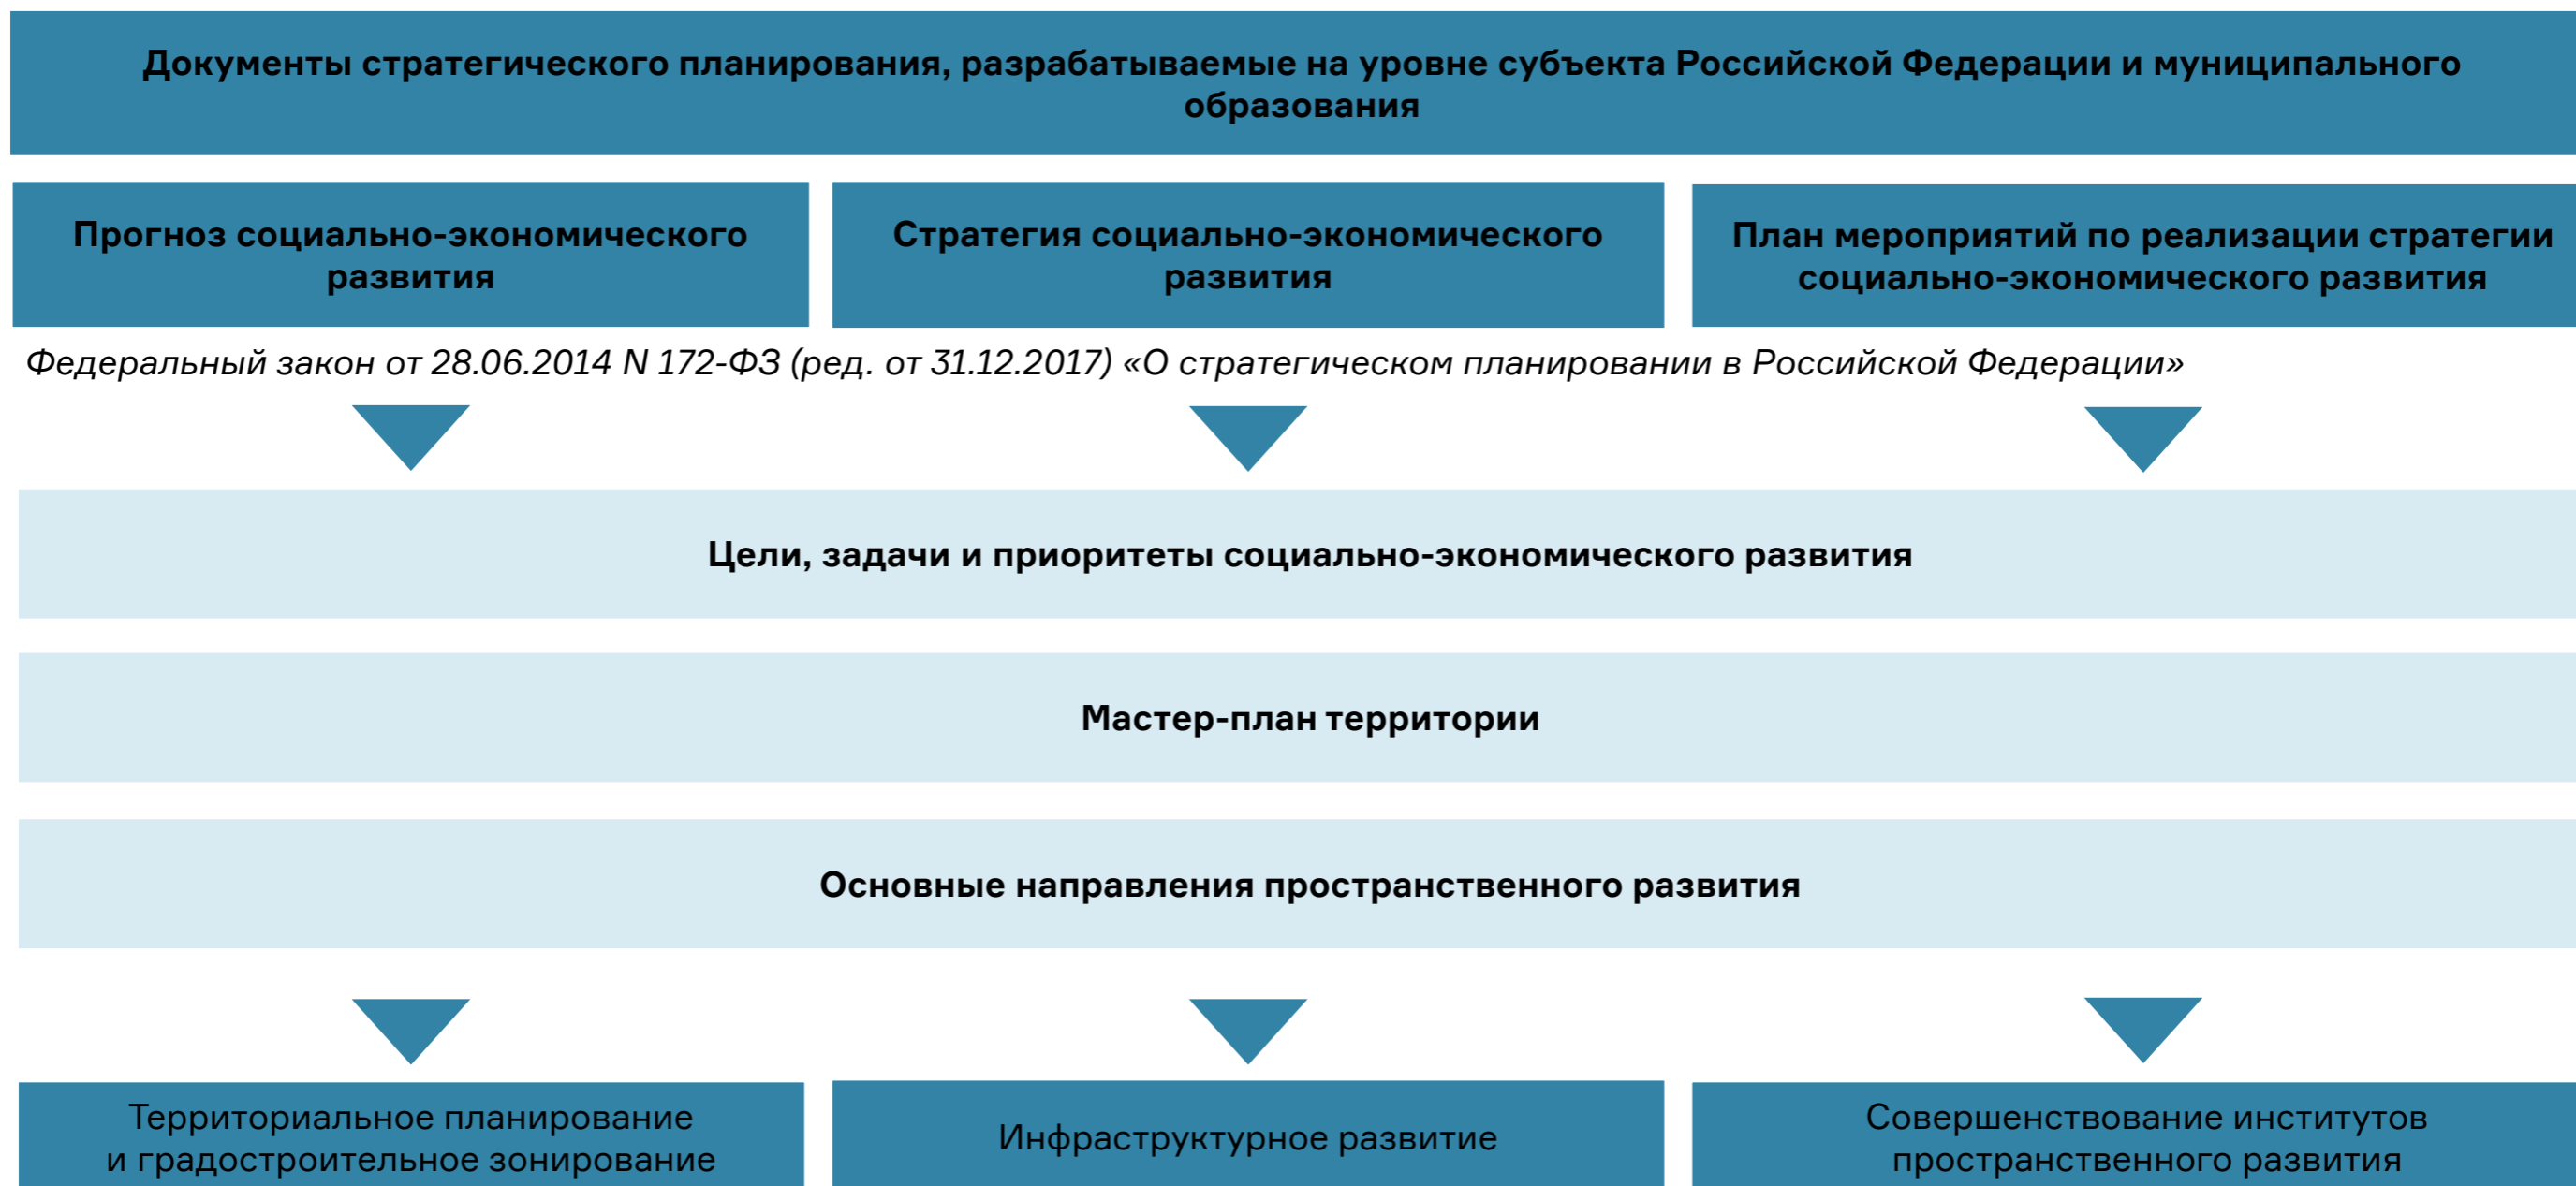 Документы стратегического планирования, разрабатываемые на уровне субъекта Российской Федерации и муниципального
образования
Прогноз социально-экономического
развития
Стратегия социально-экономического
развития
План мероприятий по реализации стратегии
социально-экономического развития
Федеральный закон от 28.06.2014 N 172-ФЗ (ред. от 31.12.2017) «О стратегическом планировании в Российской Федерации»
Цели, задачи и приоритеты социально-экономического развития
Мастер-план территории
Основные направления пространственного развития
Территориальное планирование
и градостроительное зонирование
Инфраструктурное развитие
Совершенствование институтов
пространственного развития